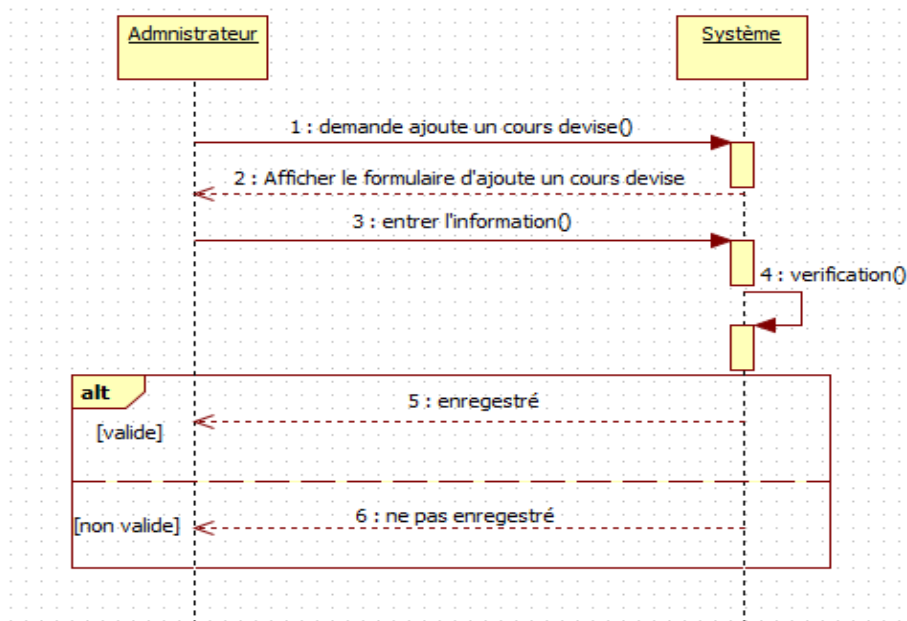 Admnistrateur
Système
1 : demande ajoute un cours devise()
2 : Afficher le formulaire d'ajoute un cours devise
3 : entrer l'information()
4 : verification()
alt
5 : enregestré
[valide]
6 : ne pas enregestré
[non valide]